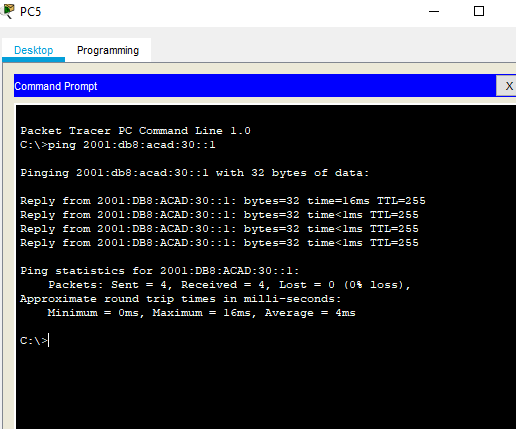 PC5
Desktop Programming
Command Prompt
X
Packet Tracer PC Command Line 1.0
C:\>ping 2001:db8:acad:30::1
Pinging 2001:db8:acad:30::1 with 32 bytes of data:
Reply from 2001:DB8:ACAD:30::1: bytes=32 time=16ms TTL=255
Reply from 2001:DB8:ACAD:30::1: bytes=32 time<1ms TTL=255
Reply from 2001:DB8:ACAD:30::1: bytes=32 time<1ms TTL=255
Reply from 2001:DB8:ACAD:30::1: bytes=32 time<1ms TTL=255
Ping statistics for 2001:DB8:ACAD:30::1:
    Packets: Sent = 4, Received = 4, Lost = 0 (0% loss),
Approximate round trip times in milli-seconds:
    Minimum = 0ms, Maximum = 16ms, Average = 4ms
C:\>